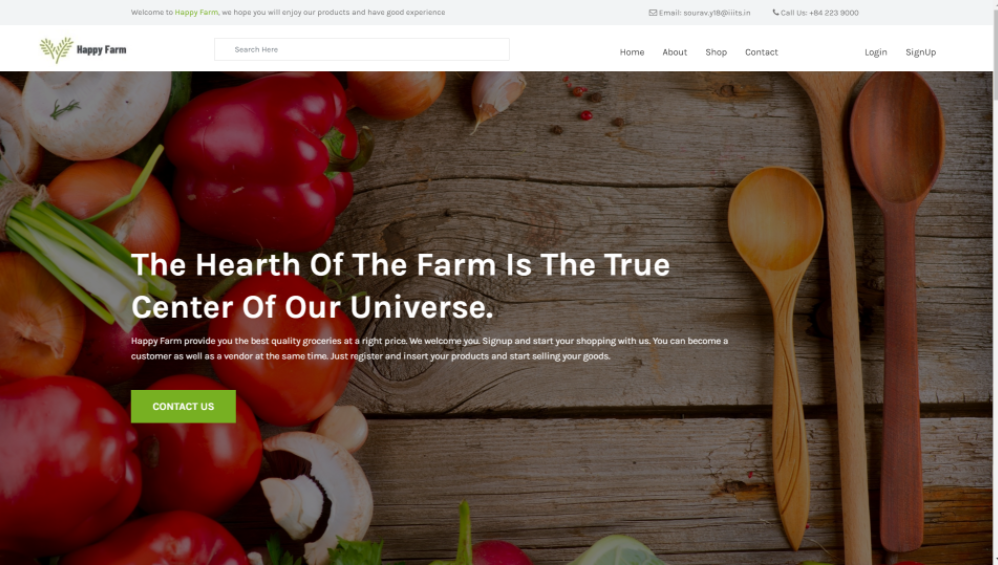 Welcome to Happy Farm, we hope you will enjoy our products and have good experience
Email: sourav.y18@iiits.in
Call Us: +84 223 9000
Happy Farm
Search Here
Home
About
Shop
Contact
Login
SignUp
The Hearth Of The Farm Is The True
Center Of Our Universe.
Happy Farm provide you the best quality groceries at a right price. We welcome you. Signup and start your shopping with us. You can become a
customer as well as a vendor at the same time. Just register and insert your products and start selling your goods.
CONTACT US